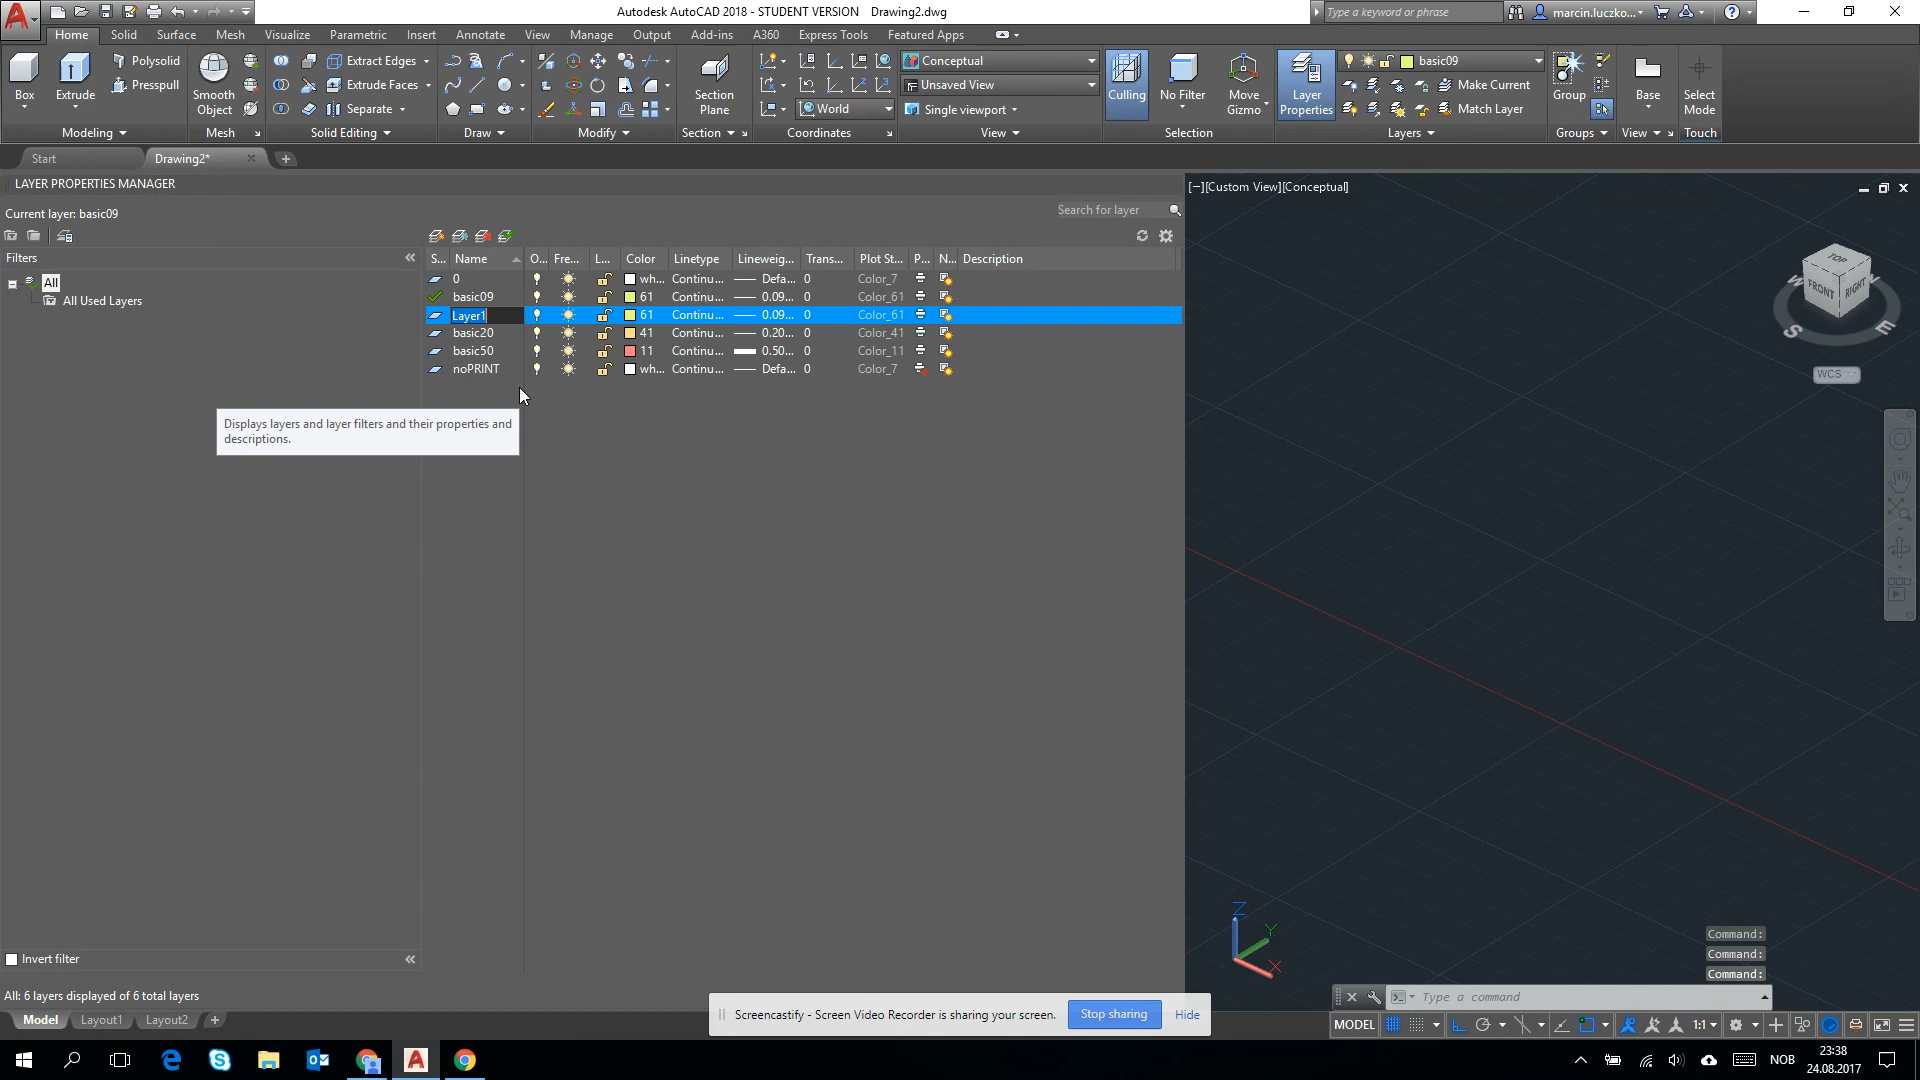 Autodesk AutoCAD 2018 - STUDENT VERSION Drawing2.dwg
Type a keyword or phrase
marcin.luczko...
Home Solid Surface Mesh Visualize Parametric Insert Annotate View Manage Output Add-ins A360 Express Tools Featured Apps
Polysolid Extract Edges Conceptual basic09
Presspull Extrude Faces Unsaved View Make Current
Box Extrude Smooth Object Section Plane Culling No Filter Move Gizmo Layer Properties Group Base Select Mode
Separate World Single viewport Match Layer
Modeling Mesh Solid Editing Draw Modify Section Coordinates View Selection Layers Groups View Touch
Start Drawing2*
LAYER PROPERTIES MANAGER
[−][Custom View][Conceptual]
Current layer: basic09
Search for layer
Filters
S... Name O... Fre... L... Color Linetype Lineweig... Trans... Plot St... P... N... Description
All
All Used Layers
0 wh... Continu... Defa... 0 Color_7
basic09 61 Continu... 0.09... 0 Color_61
Layer1 61 Continu... 0.09... 0 Color_61
basic20 41 Continu... 0.20... 0 Color_41
basic50 11 Continu... 0.50... 0 Color_11
noPRINT wh... Continu... Defa... 0 Color_7
Displays layers and layer filters and their properties and
descriptions.
TOP
FRONT RIGHT
W N
S E
WCS
Z
Y
X
Command:
Command:
Command:
Type a command
Invert filter
All: 6 layers displayed of 6 total layers
Model Layout1 Layout2
Screencastify - Screen Video Recorder is sharing your screen. Stop sharing Hide
MODEL 1:1
NOB
23:38
24.08.2017